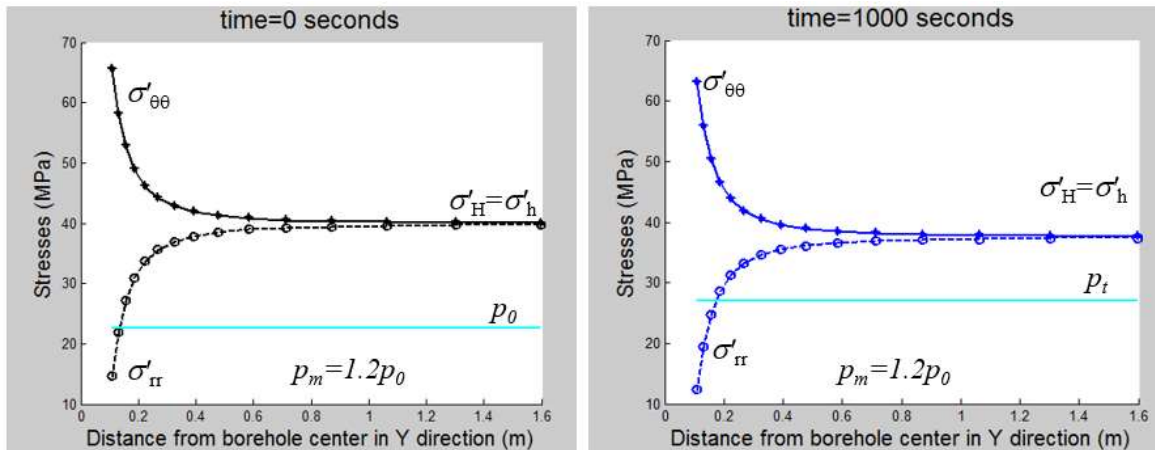 time=0 seconds
70
60
50
40
30
20
10
Stresses (MPa)
σ′θθ
σ′H=σ′h
p0
σ′rr
pm=1.2p0
0 0.2 0.4 0.6 0.8 1 1.2 1.4 1.6
Distance from borehole center in Y direction (m)
time=1000 seconds
70
60
50
40
30
20
10
Stresses (MPa)
σ′θθ
σ′H=σ′h
pt
σ′rr
pm=1.2p0
0 0.2 0.4 0.6 0.8 1 1.2 1.4 1.6
Distance from borehole center in Y direction (m)